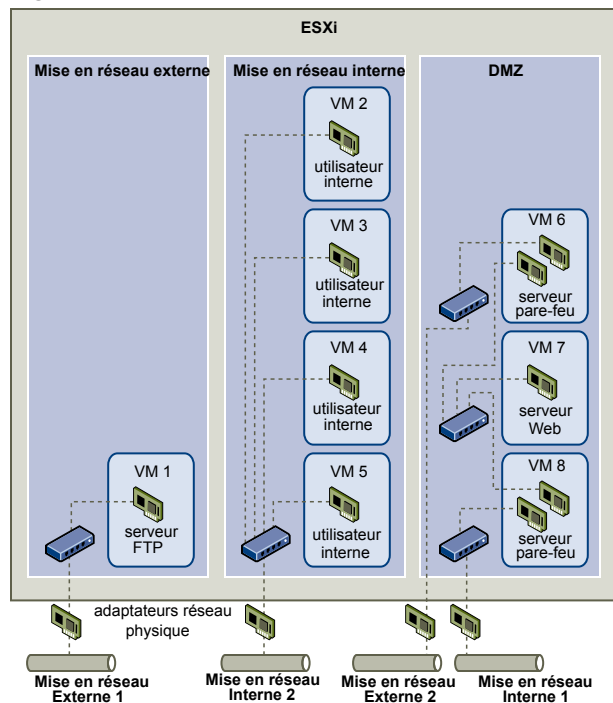 ESXi
Mise en réseau externe
Mise en réseau interne
DMZ
VM 2
utilisateur
interne
VM 3
utilisateur
interne
VM 4
utilisateur
interne
VM 5
utilisateur
interne
VM 6
serveur
pare-feu
VM 7
serveur
Web
VM 8
serveur
pare-feu
VM 1
serveur
FTP
adaptateurs réseau
physique
Mise en réseau
Externe 1
Mise en réseau
Interne 2
Mise en réseau
Externe 2
Mise en réseau
Interne 1